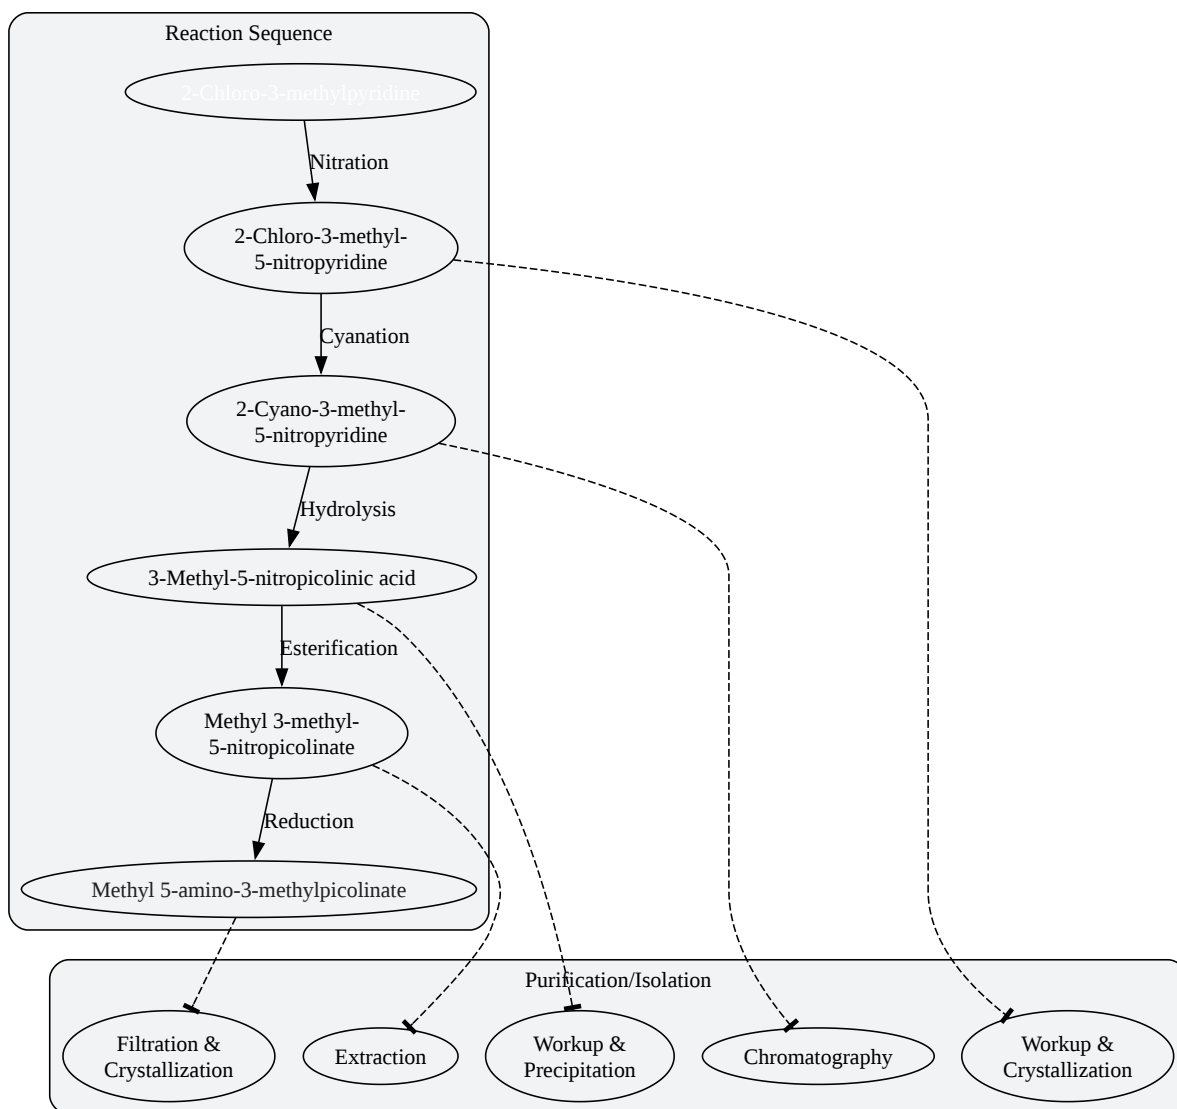 Reaction Sequence
2-Chloro-3-methylpyridine
Nitration
2-Chloro-3-methyl-
5-nitropyridine
Cyanation
2-Cyano-3-methyl-
5-nitropyridine
Hydrolysis
3-Methyl-5-nitropicolinic acid
Esterification
Methyl 3-methyl-
5-nitropicolinate
Reduction
Methyl 5-amino-3-methylpicolinate
Purification/Isolation
Filtration &
Crystallization
Extraction
Workup &
Precipitation
Chromatography
Workup &
Crystallization